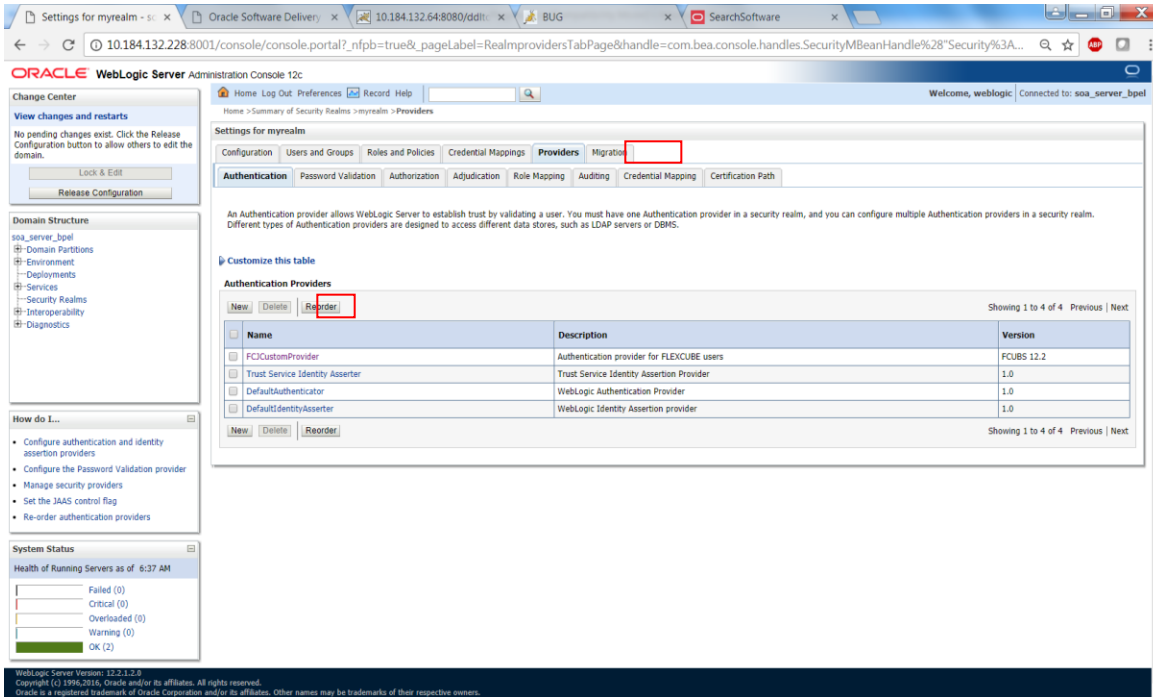 Settings for myrealm - so
Oracle Software Delivery
10.184.132.64:8080/ddltc
BUG
SearchSoftware
10.184.132.228:8001/console/console.portal?_nfpb=true&_pageLabel=RealmprovidersTabPage&handle=com.bea.console.handles.SecurityMBeanHandle%28"Security%3A...
ABP
ORACLE WebLogic Server Administration Console 12c
Change Center
View changes and restarts
No pending changes exist. Click the Release
Configuration button to allow others to edit the
domain.
Lock & Edit
Release Configuration
Domain Structure
soa_server_bpel
Domain Partitions
Environment
Deployments
Services
Security Realms
Interoperability
Diagnostics
How do I...
Configure authentication and identity
assertion providers
Configure the Password Validation provider
Manage security providers
Set the JAAS control flag
Re-order authentication providers
System Status
Health of Running Servers as of 6:37 AM
Failed (0)
Critical (0)
Overloaded (0)
Warning (0)
OK (2)
Home Log Out Preferences Record Help
Welcome, weblogic Connected to: soa_server_bpel
Home >Summary of Security Realms >myrealm >Providers
Settings for myrealm
Configuration Users and Groups Roles and Policies Credential Mappings Providers Migration
Authentication Password Validation Authorization Adjudication Role Mapping Auditing Credential Mapping Certification Path
An Authentication provider allows WebLogic Server to establish trust by validating a user. You must have one Authentication provider in a security realm, and you can configure multiple Authentication providers in a security realm.
Different types of Authentication providers are designed to access different data stores, such as LDAP servers or DBMS.
Customize this table
Authentication Providers
New Delete Reorder Showing 1 to 4 of 4 Previous | Next
Name Description Version
FCJCustomProvider Authentication provider for FLEXCUBE users FCUBS 12.2
Trust Service Identity Asserter Trust Service Identity Assertion Provider 1.0
DefaultAuthenticator WebLogic Authentication Provider 1.0
DefaultIdentityAsserter WebLogic Identity Assertion provider 1.0
New Delete Reorder Showing 1 to 4 of 4 Previous | Next
WebLogic Server Version: 12.2.1.2.0
Copyright (c) 1996,2016, Oracle and/or its affiliates. All rights reserved.
Oracle is a registered trademark of Oracle Corporation and/or its affiliates. Other names may be trademarks of their respective owners.